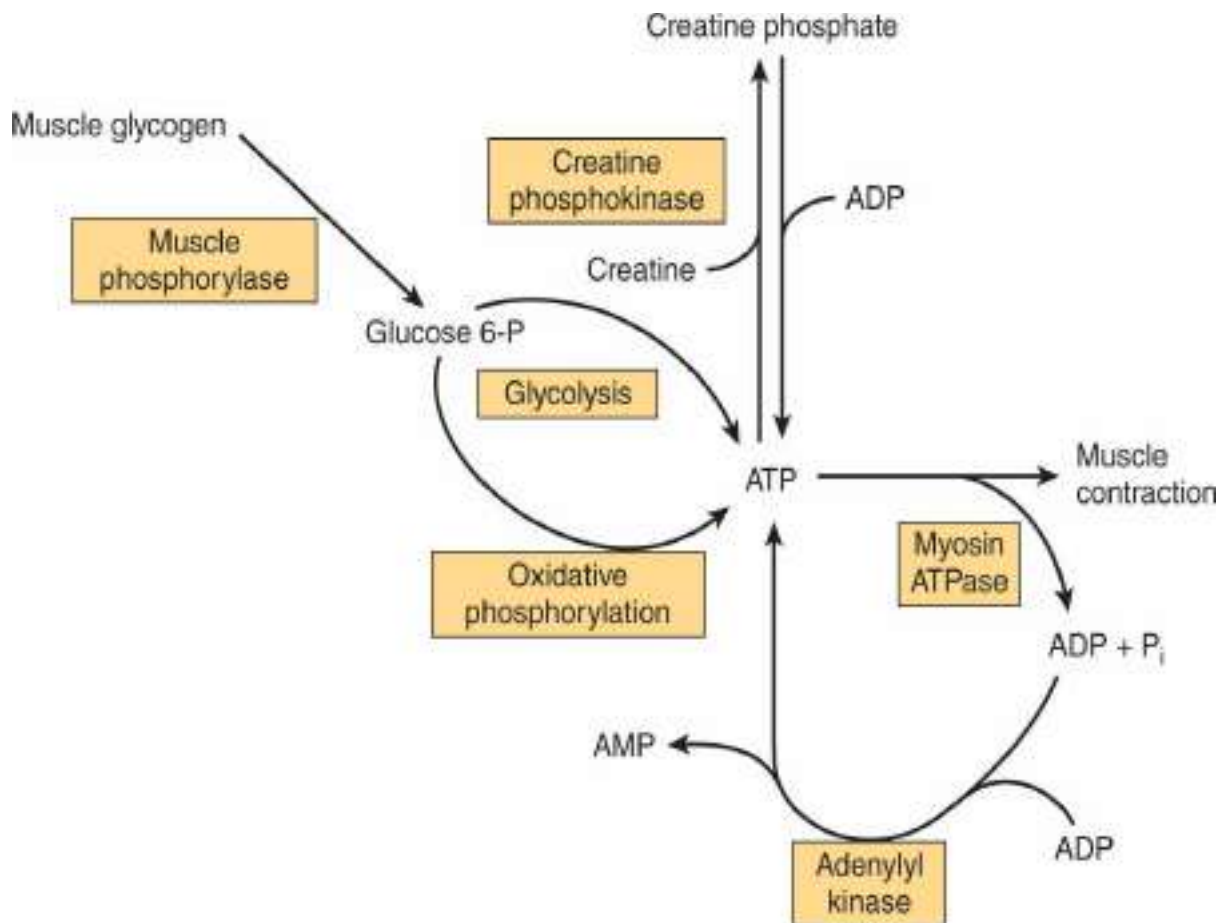 Creatine phosphate
Muscle glycogen
Creatine
phosphokinase
ADP
Muscle
phosphorylase
Creatine
Glucose 6-P
Glycolysis
ATP
Muscle
contraction
Myosin
ATPase
Oxidative
phosphorylation
ADP + Pi
AMP
ADP
Adenylyl
kinase